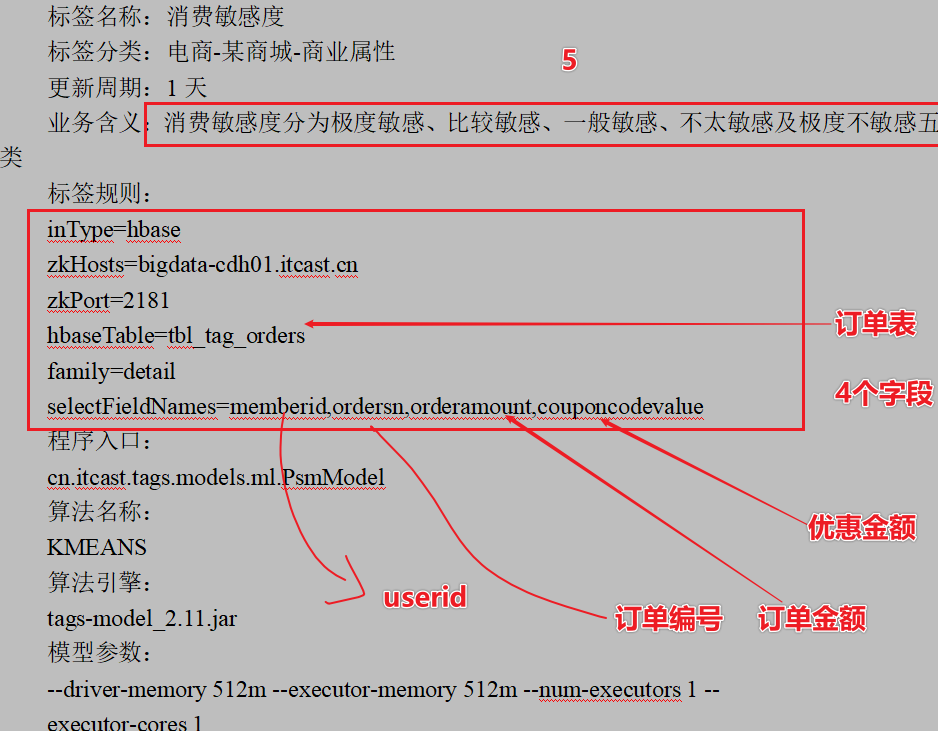 标签名称：消费敏感度
标签分类：电商-某商城-商业属性
5
更新周期：1 天
业务含义：消费敏感度分为极度敏感、比较敏感、一般敏感、不太敏感及极度不敏感五
类
标签规则：
inType=hbase
zkHosts=bigdata-cdh01.itcast.cn
zkPort=2181
hbaseTable=tbl_tag_orders
订单表
family=detail
4个字段
selectFieldNames=memberid,ordersn,orderamount,couponcodevalue
程序入口：
cn.itcast.tags.models.ml.PsmModel
算法名称：
优惠金额
KMEANS
算法引擎：
userid
tags-model_2.11.jar
订单编号
订单金额
模型参数：
--driver-memory 512m --executor-memory 512m --num-executors 1 --
executor-cores 1